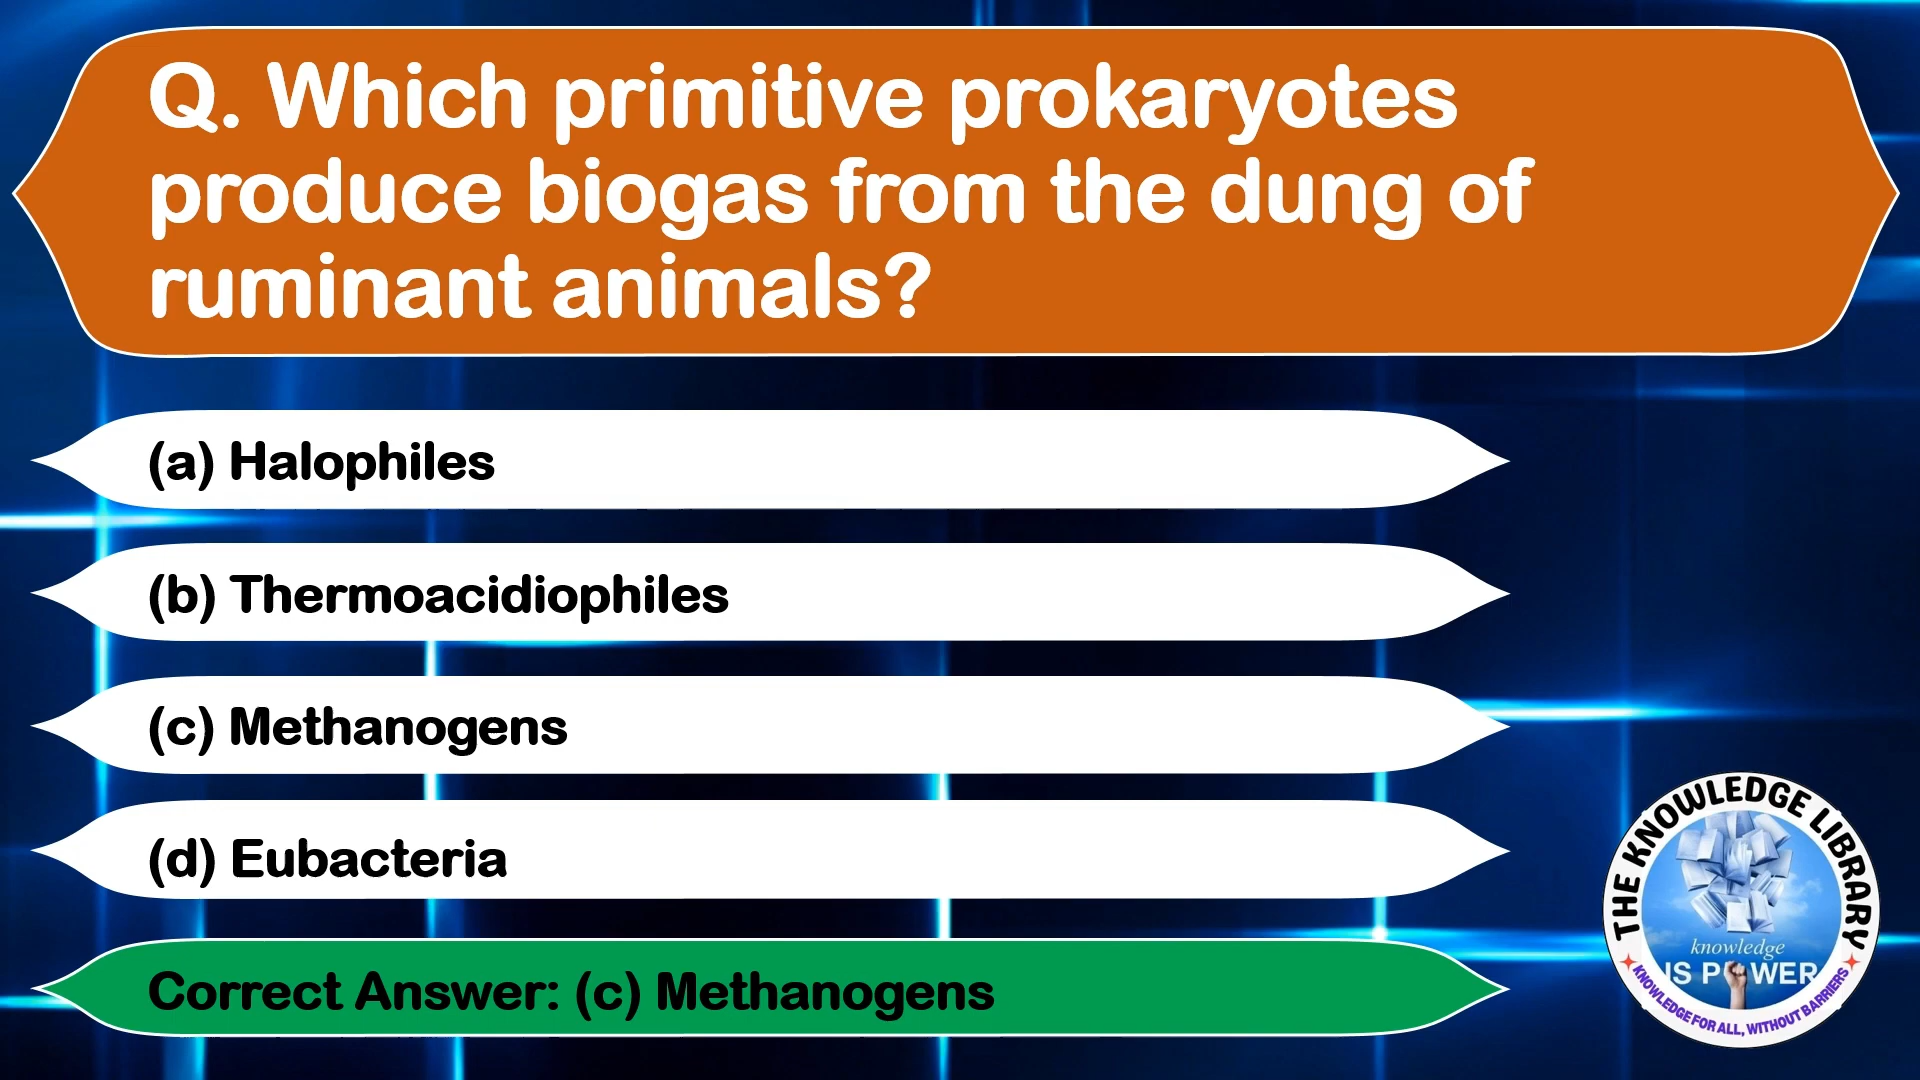 Q. Which primitive prokaryotes
produce biogas from the dung of
ruminant animals?
(a) Halophiles
(b) Thermoacidiophiles
(c) Methanogens
(d) Eubacteria
Correct Answer: (c) Methanogens
THE KNOWLEDGE LIBRARY
knowledge
IS POWER
KNOWLEDGE FOR ALL, WITHOUT BARRIERS